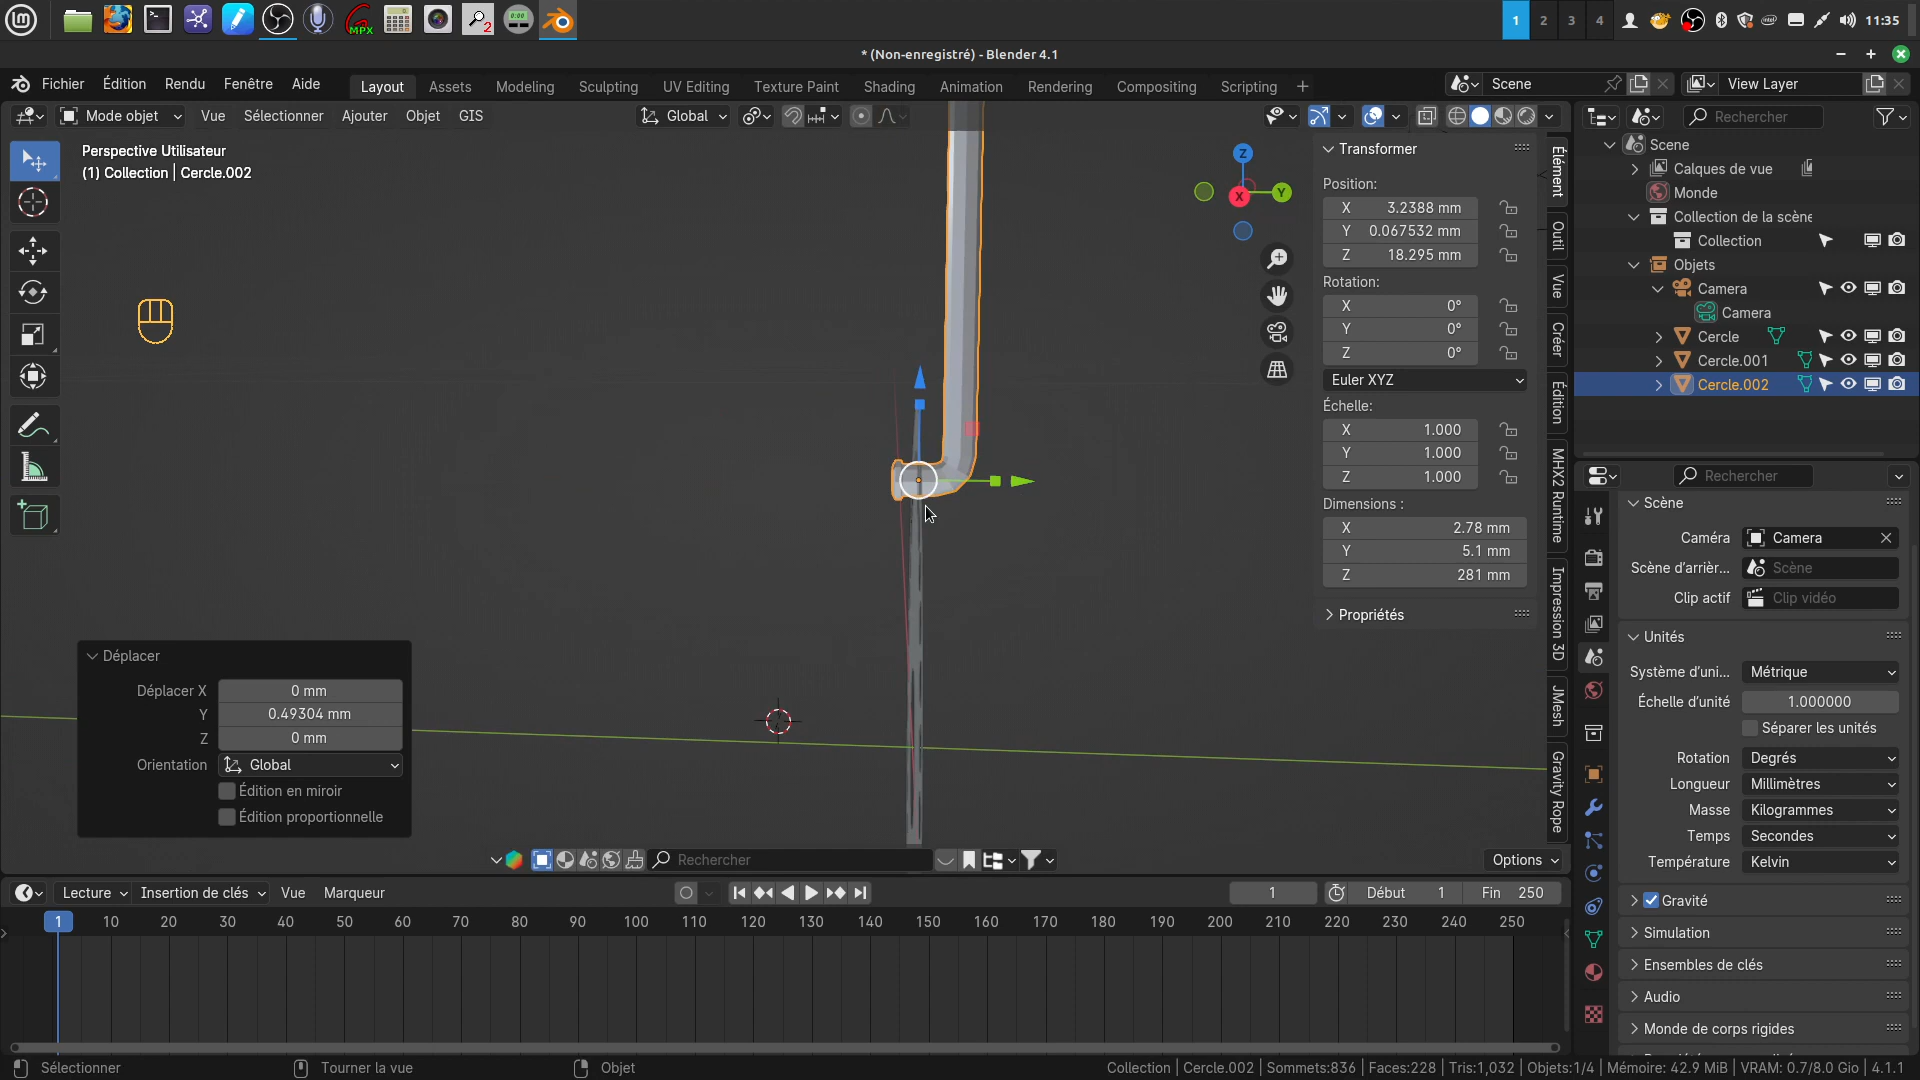 MPX
2
0:00
1
2
3
4
11:35
* (Non-enregistré) - Blender 4.1
Fichier Édition Rendu Fenêtre Aide
Layout Assets Modeling Sculpting UV Editing Texture Paint Shading Animation Rendering Compositing Scripting +
Scene
View Layer
Mode objet Vue Sélectionner Ajouter Objet GIS
Global
Rechercher
Perspective Utilisateur
(1) Collection | Cercle.002
Z
Y
X
Transformer
Position:
X 3.2388 mm
Y 0.067532 mm
Z 18.295 mm
Rotation:
X 0°
Y 0°
Z 0°
Euler XYZ
Échelle:
X 1.000
Y 1.000
Z 1.000
Dimensions :
X 2.78 mm
Y 5.1 mm
Z 281 mm
Propriétés
Élément
Outil
Vue
Créer
Édition
MHX2 Runtime
Impression 3D
JMesh
Gravity Rope
Scene
Calques de vue
Monde
Collection de la scène
Collection
Objets
Camera
Camera
Cercle
Cercle.001
Cercle.002
Rechercher
Scène
Caméra Camera
Scène d'arrièr... Scène
Clip actif Clip vidéo
Unités
Système d'uni... Métrique
Échelle d'unité 1.000000
Séparer les unités
Rotation Degrés
Longueur Millimètres
Masse Kilogrammes
Temps Secondes
Température Kelvin
Gravité
Simulation
Ensembles de clés
Audio
Monde de corps rigides
Déplacer
Déplacer X 0 mm
Y 0.49304 mm
Z 0 mm
Orientation Global
Édition en miroir
Édition proportionnelle
Rechercher
Options
Lecture Insertion de clés Vue Marqueur
1
Début 1
Fin 250
1 10 20 30 40 50 60 70 80 90 100 110 120 130 140 150 160 170 180 190 200 210 220 230 240 250
Sélectionner
Tourner la vue
Objet
Collection | Cercle.002 | Sommets:836 | Faces:228 | Tris:1,032 | Objets:1/4 | Mémoire: 42.9 MiB | VRAM: 0.7/8.0 Gio | 4.1.1